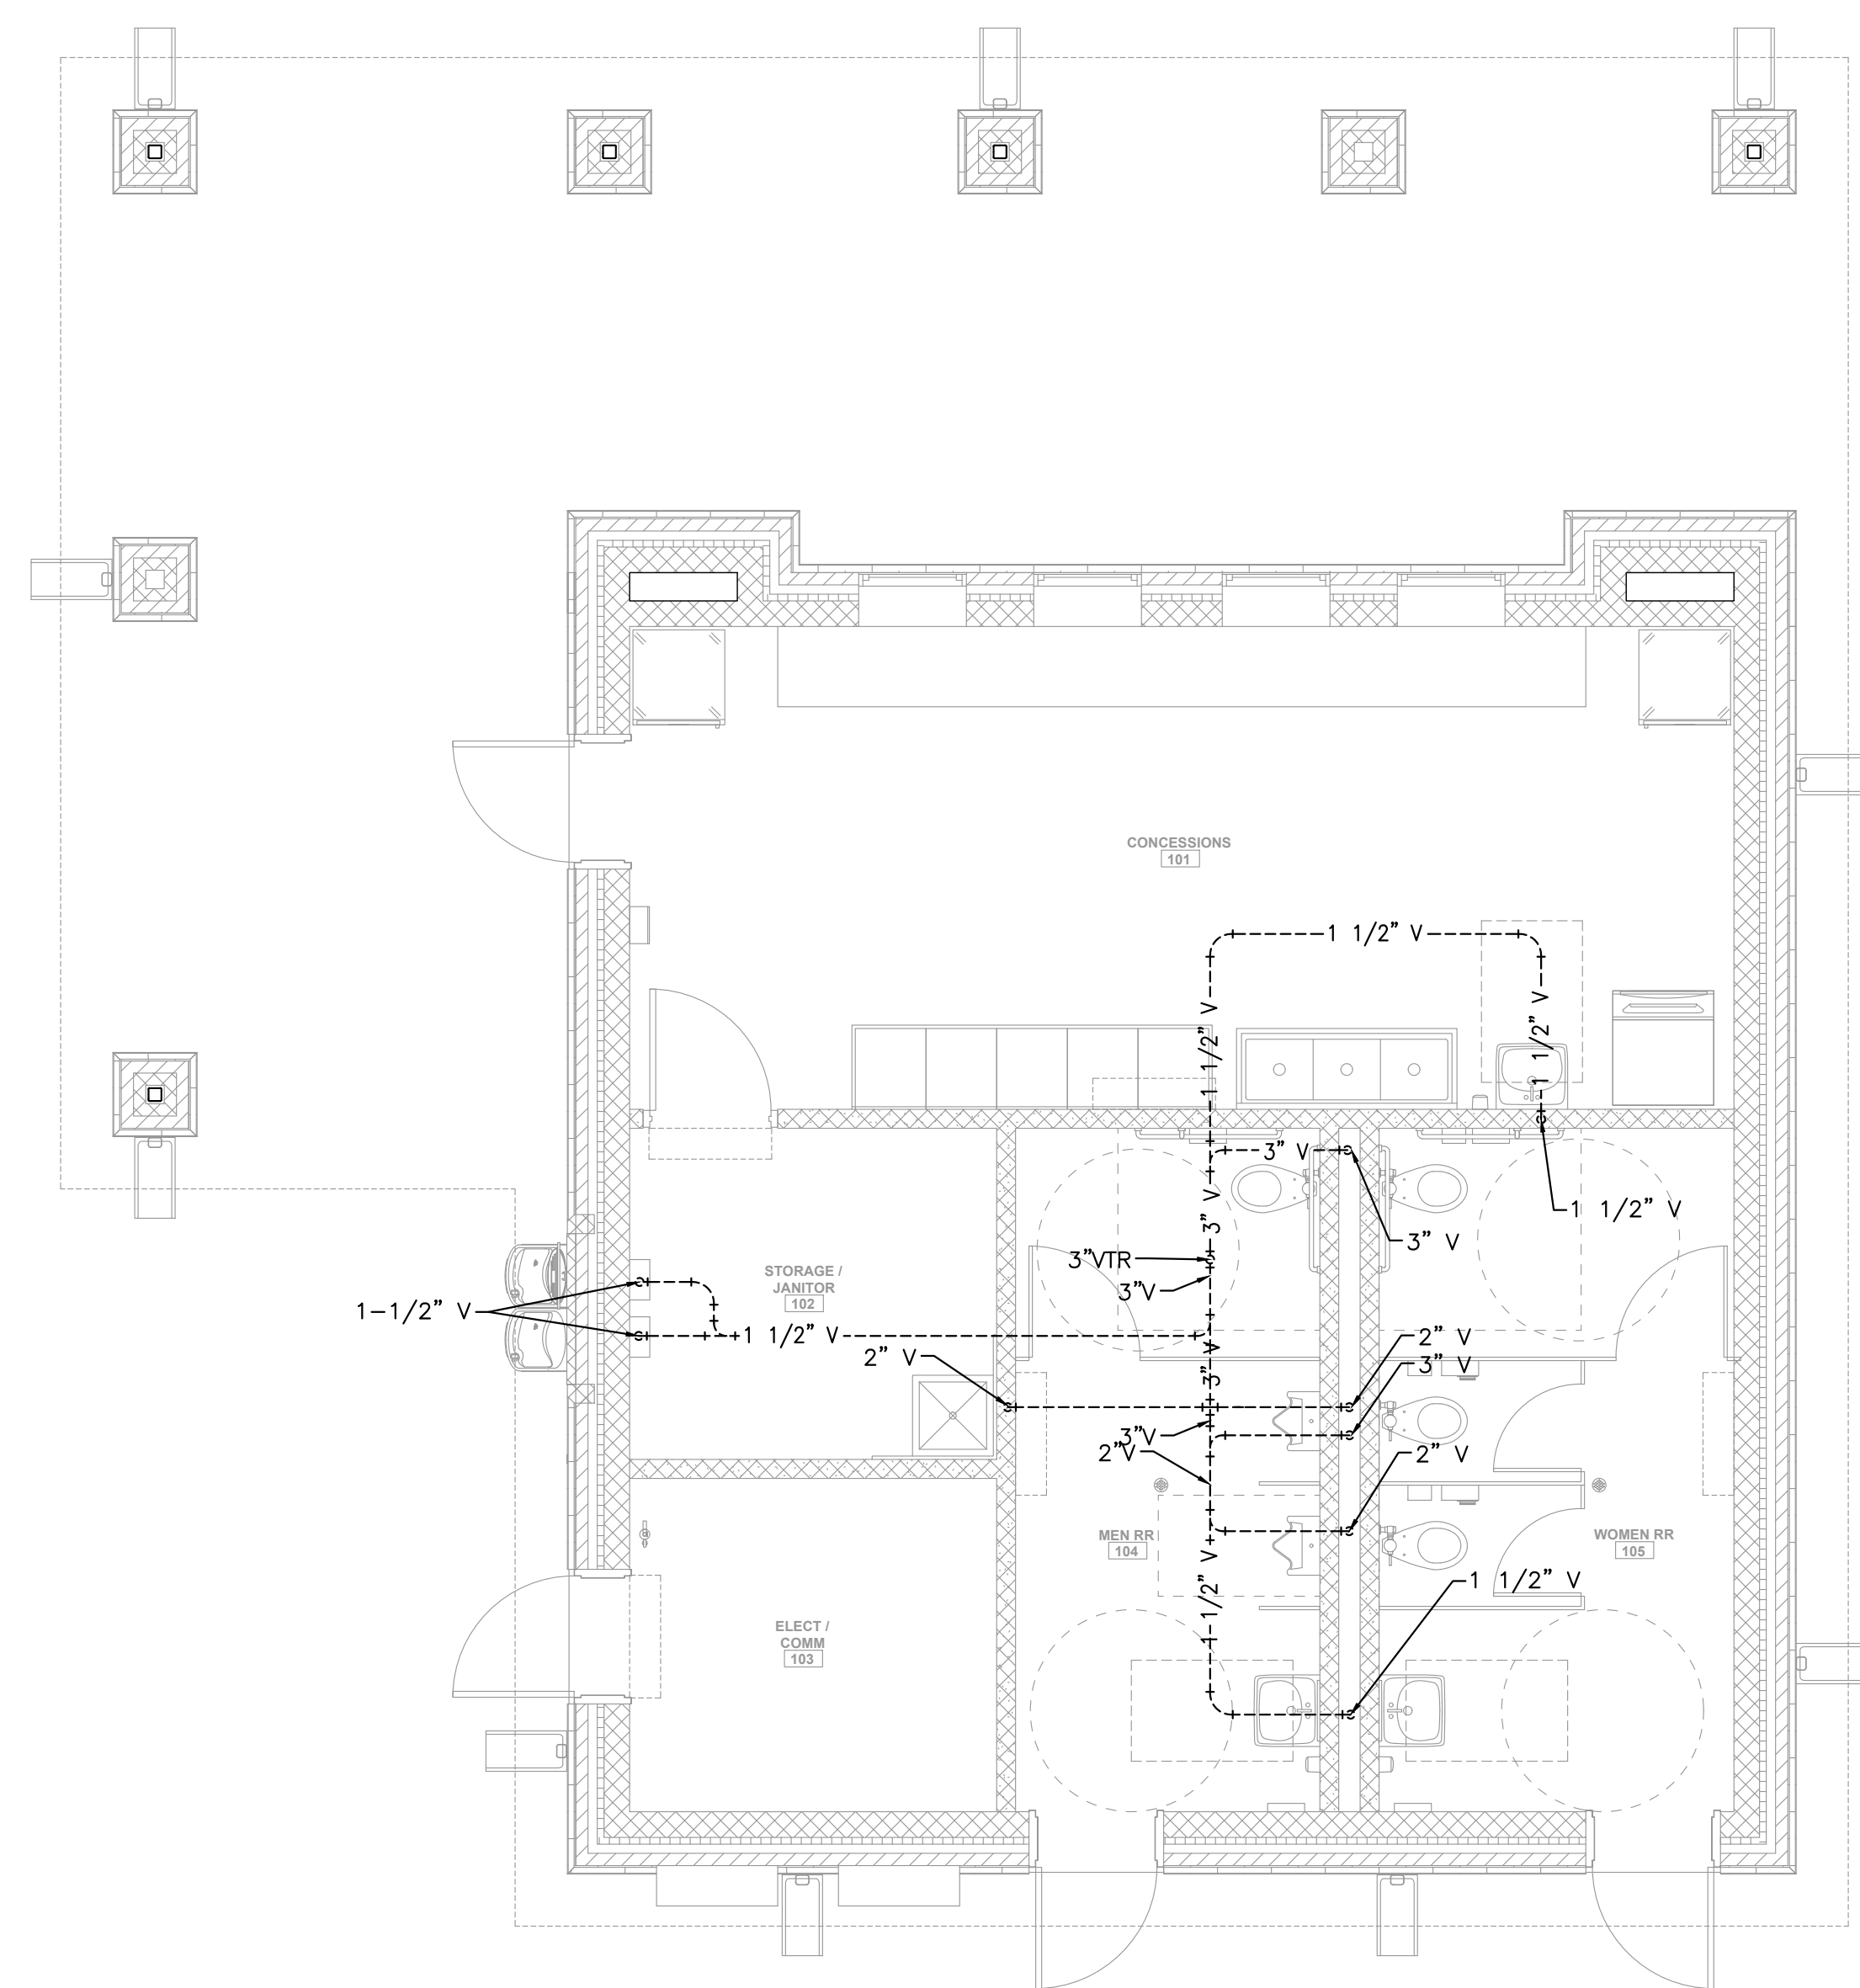 CONCESSIONS
101
1 1/2" V
1 1/2" V
1 1/2" V
1 1/2" V
3" V
3" V
3" V
3"VTR
3"V
STORAGE /
JANITOR
102
1-1/2" V
1 1/2" V
2" V
3" V
2" V
3" V
3"V
2"V
2" V
MEN RR
104
WOMEN RR
105
1 1/2" V
1 1/2" V
ELECT /
COMM
103